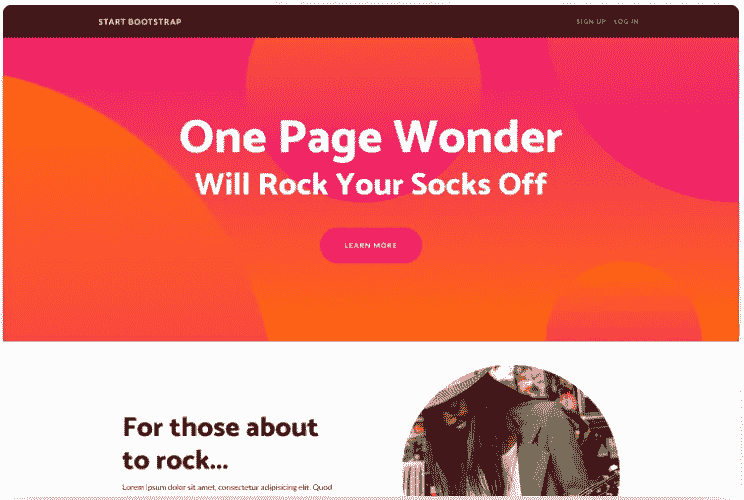 START BOOTSTRAP
SIGN UP LOG IN
One Page Wonder
Will Rock Your Socks Off
LEARN MORE
For those about
to rock...
Lorem ipsum dolor sit amet, consectetur adipisicing elit. Quod